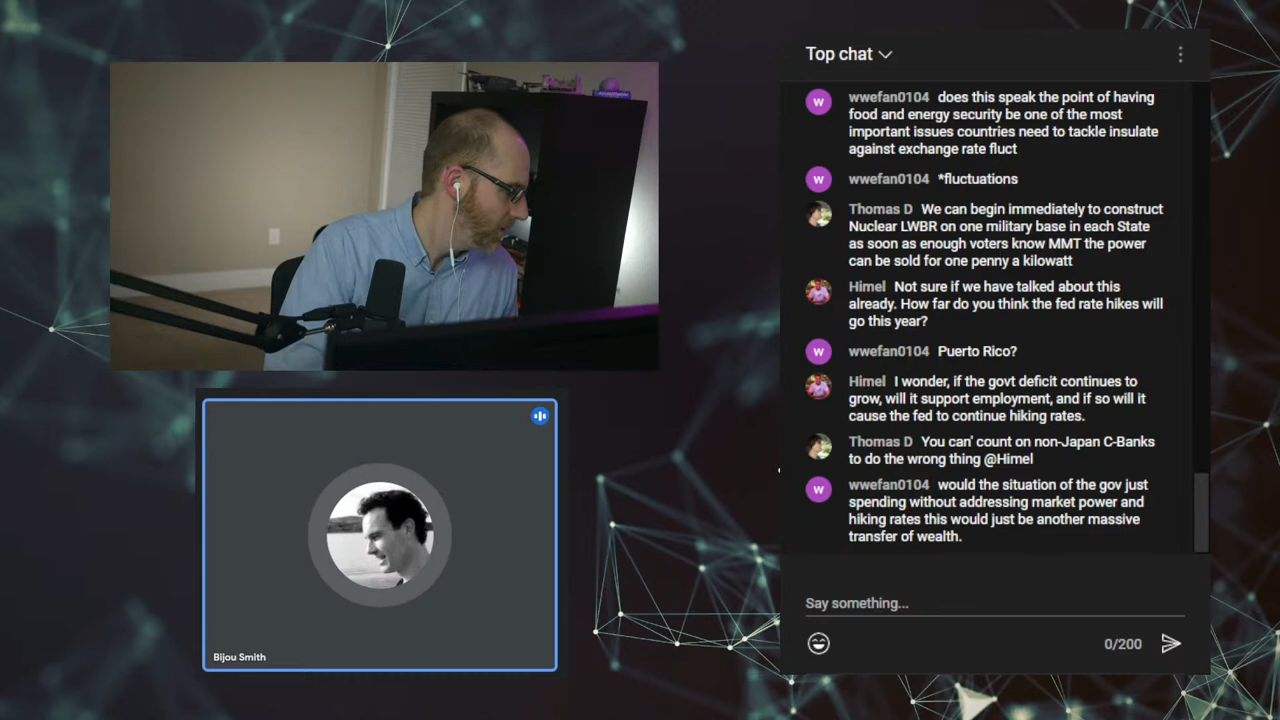 Top chat
wwefan0104 does this speak the point of having
food and energy security be one of the most
important issues countries need to tackle insulate
against exchange rate fluct
W
wwefan0104 *fluctuations
W
Thomas D We can begin immediately to construct
Nuclear LWBR on one military base in each State
as soon as enough voters know MMT the power
can be sold for one penny a kilowatt
Himel Not sure if we have talked about this
already. How far do you think the fed rate hikes will
go this year?
W
wwefan0104 Puerto Rico?
Himel I wonder, if the govt deficit continues to
grow, will it support employment, and if so will it
cause the fed to continue hiking rates.
Thomas D You can' count on non-Japan C-Banks
to do the wrong thing @Himel
W
wwefan0104 would the situation of the gov just
spending without addressing market power and
hiking rates this would just be another massive
transfer of wealth.
Say something...
0/200
Bijou Smith